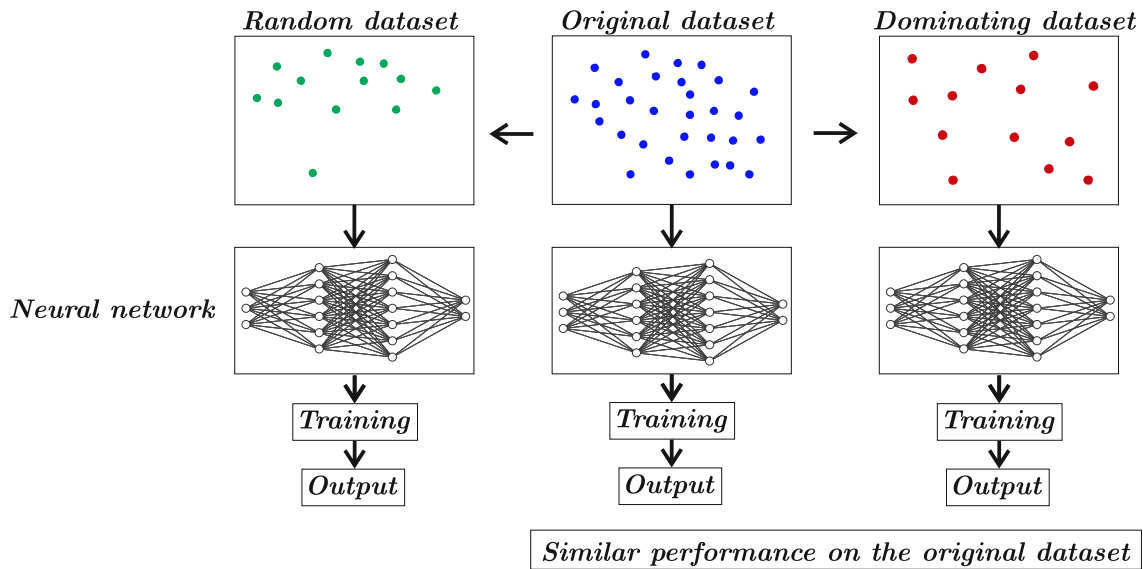 Random dataset
Original dataset
Dominating dataset
Neural network
Training
Training
Training
Output
Output
Output
Similar performance on the original dataset